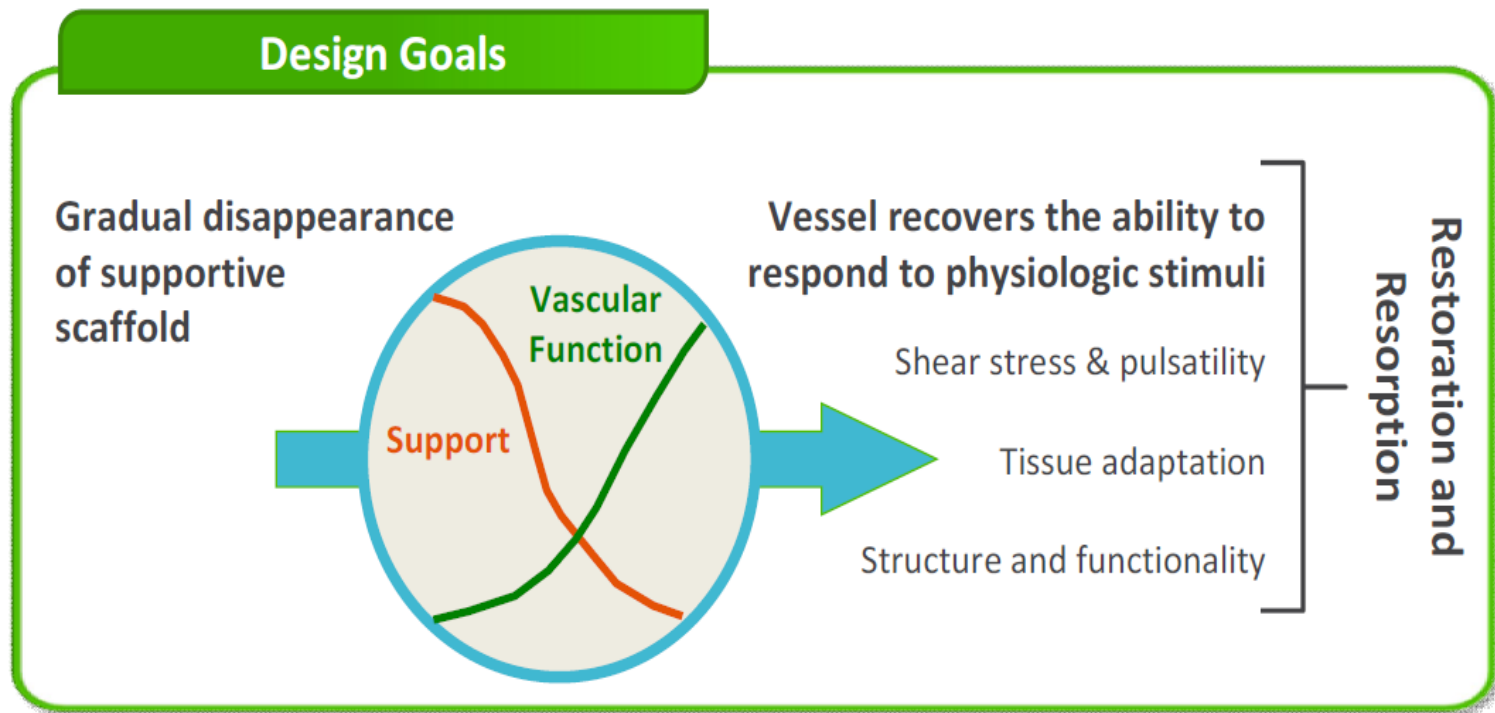 Design Goals
Gradual disappearance
of supportive
scaffold
Vascular
Function
Support
Vessel recovers the ability to
respond to physiologic stimuli
Shear stress & pulsatility
Tissue adaptation
Structure and functionality
Restoration and
Resorption